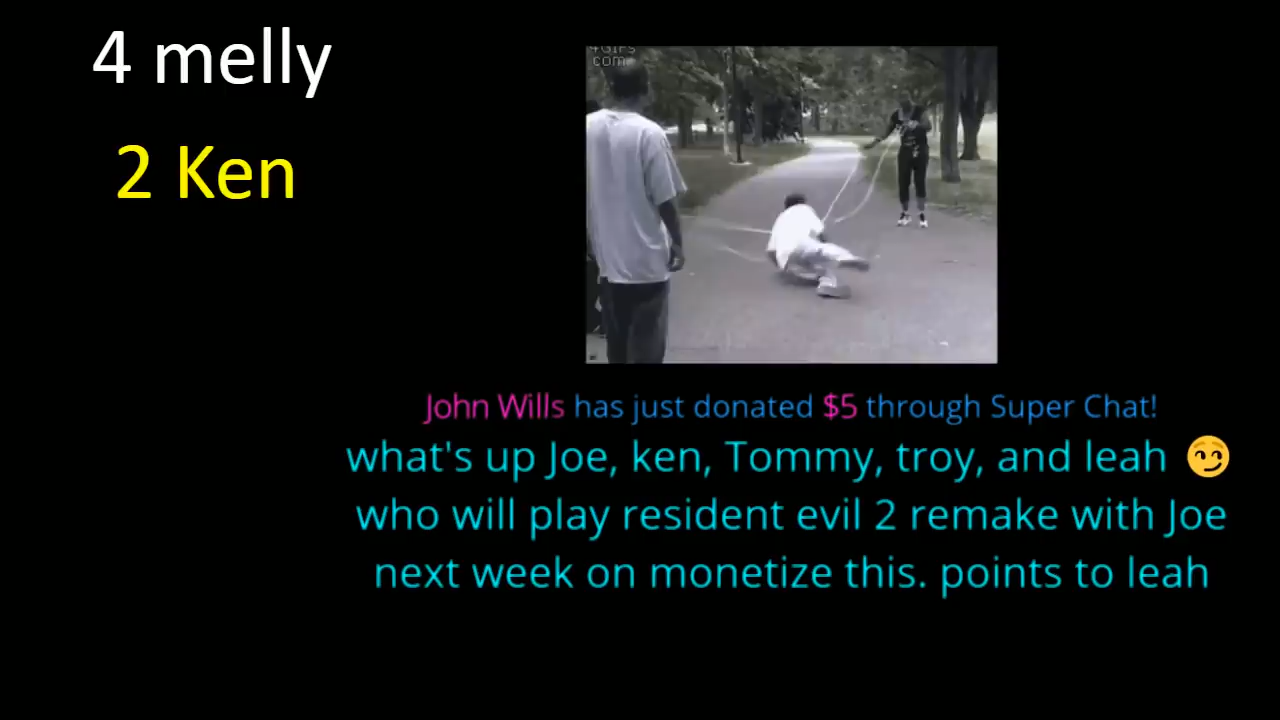 4 melly
2 Ken
4GIFs
com
John Wills has just donated $5 through Super Chat!
what's up Joe, ken, Tommy, troy, and leah 😏
who will play resident evil 2 remake with Joe
next week on monetize this. points to leah